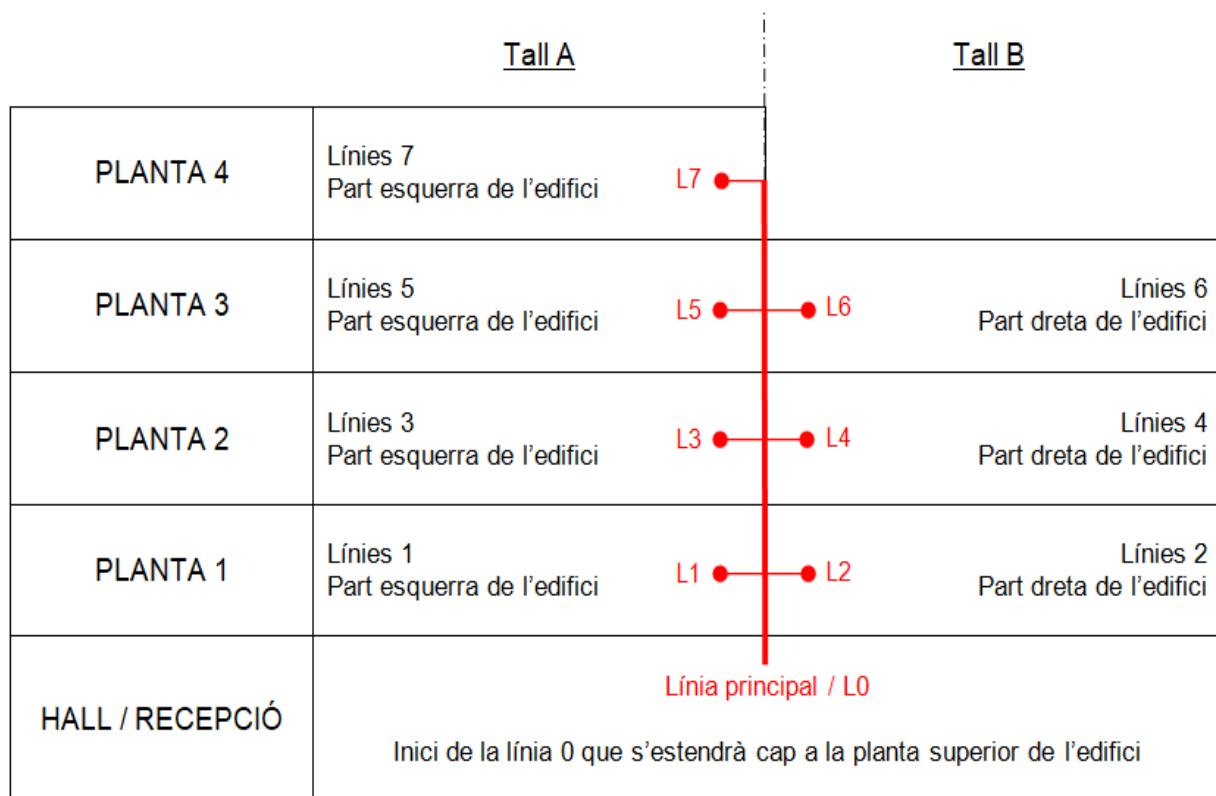 Tall A
Tall B
PLANTA 4
Línies 7
Part esquerra de l’edifici
L7
PLANTA 3
Línies 5
Part esquerra de l’edifici
L5
L6
Línies 6
Part dreta de l’edifici
PLANTA 2
Línies 3
Part esquerra de l’edifici
L3
L4
Línies 4
Part dreta de l’edifici
PLANTA 1
Línies 1
Part esquerra de l’edifici
L1
L2
Línies 2
Part dreta de l’edifici
HALL / RECEPCIÓ
Línia principal / L0
Inici de la línia 0 que s’estendrà cap a la planta superior de l’edifici